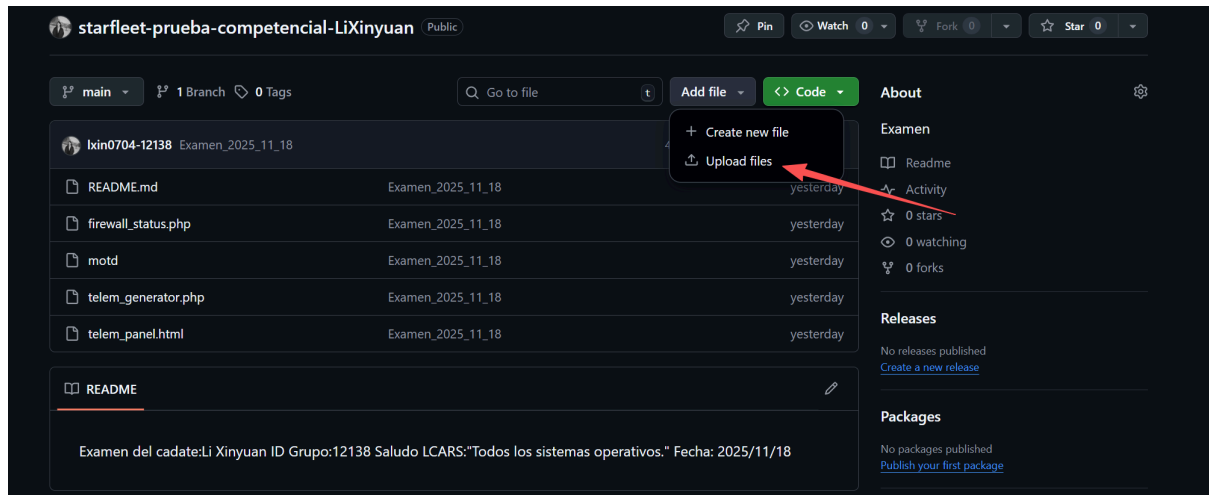 starfleet-prueba-competencial-LiXinyuan Public
Pin Watch 0 Fork 0 Star 0
main 1 Branch 0 Tags Go to file t Add file <> Code
Create new file
Upload files
lxin0704-12138 Examen_2025_11_18
README.md Examen_2025_11_18 yesterday
firewall_status.php Examen_2025_11_18 yesterday
motd Examen_2025_11_18 yesterday
telem_generator.php Examen_2025_11_18 yesterday
telem_panel.html Examen_2025_11_18 yesterday
README
Examen del cadate:Li Xinyuan ID Grupo:12138 Saludo LCARS:"Todos los sistemas operativos." Fecha: 2025/11/18
About
Examen
Readme
Activity
0 stars
0 watching
0 forks
Releases
No releases published
Create a new release
Packages
No packages published
Publish your first package